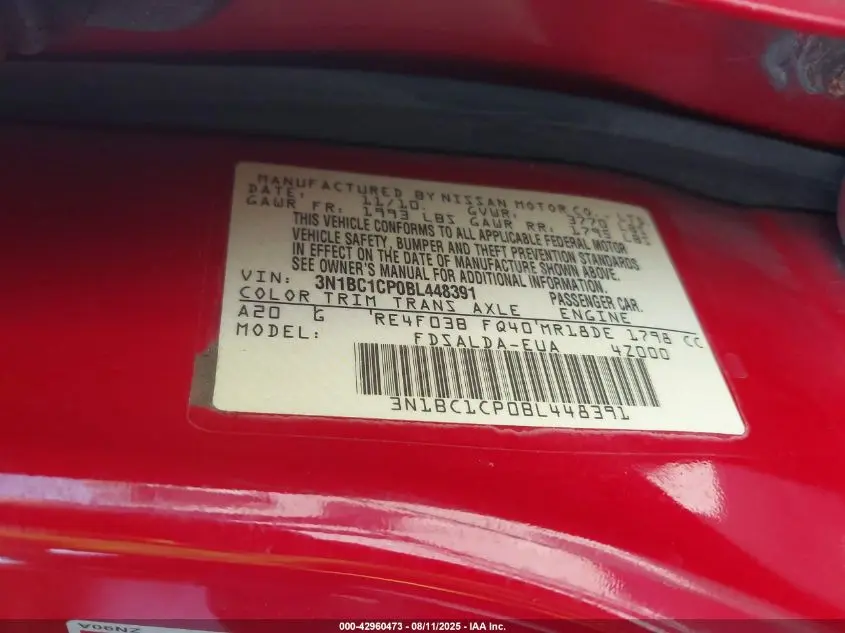 MANUFACTURED BY NISSAN MOTOR CO., LTD
DATE: 11/10 GVWR: 3770 LBS
GAWR FR: 1993 LBS GAWR RR: 1795 LBS
THIS VEHICLE CONFORMS TO ALL APPLICABLE FEDERAL MOTOR
VEHICLE SAFETY, BUMPER AND THEFT PREVENTION STANDARDS
IN EFFECT ON THE DATE OF MANUFACTURE SHOWN ABOVE.
SEE OWNER'S MANUAL FOR ADDITIONAL INFORMATION.
VIN: 3N1BC1CP0BL448391 PASSENGER CAR.
COLOR TRIM TRANS AXLE ENGINE
A20 G RE4F03B FQ40 MR18DE 1798 CC
MODEL: FDSALDA-EUA 4Z000
3N1BC1CP0BL448391
ZN90A
000-42960473 - 08/11/2025 - IAA Inc.